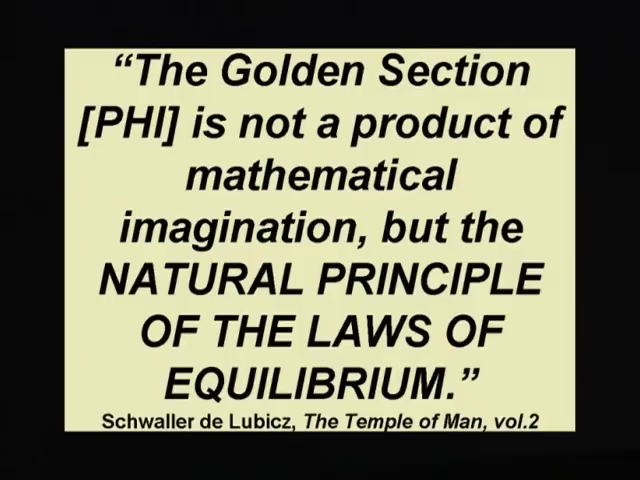 “The Golden Section
[PHI] is not a product of
mathematical
imagination, but the
NATURAL PRINCIPLE
OF THE LAWS OF
EQUILIBRIUM.”
Schwaller de Lubicz, The Temple of Man, vol.2